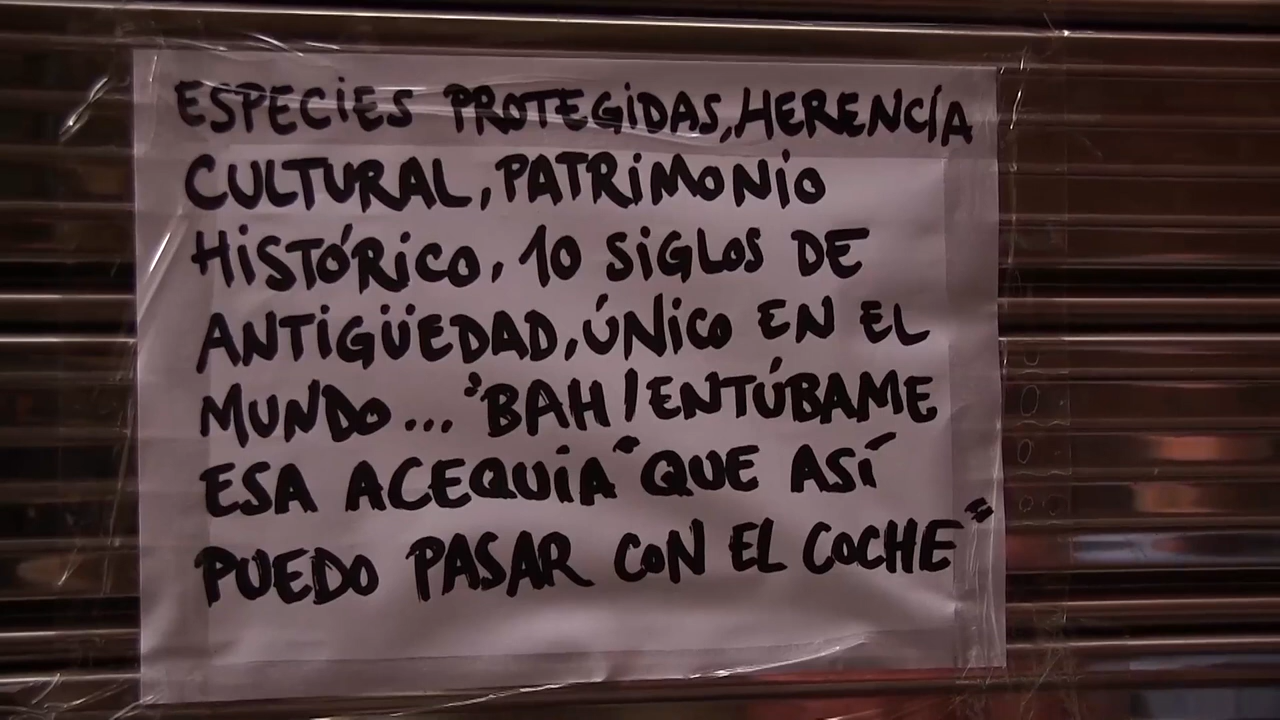 ESPECIES PROTEGIDAS, HERENCÍA
CULTURAL, PATRIMONIO
HISTÓRICO, 10 SIGLOS DE
ANTIGÜEDAD, ÚNICO EN EL
MUNDO... "BAH! ENTÚBAME
ESA ACEQUIA" QUE ASÍ
PUEDO PASAR CON EL COCHE"